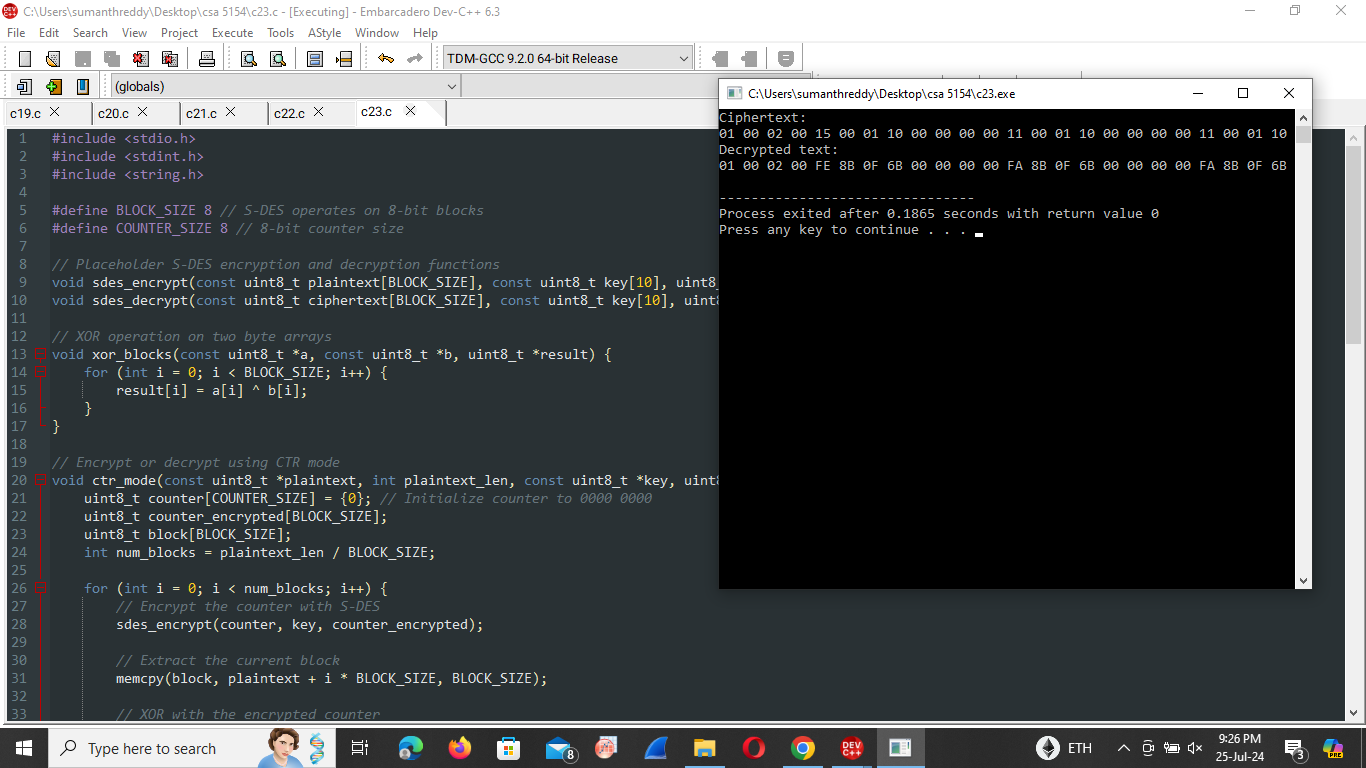 C:\Users\sumanthreddy\Desktop\csa 5154\c23.c - [Executing] - Embarcadero Dev-C++ 6.3
File Edit Search View Project Execute Tools AStyle Window Help
TDM-GCC 9.2.0 64-bit Release
(globals)
c19.c c20.c c21.c c22.c c23.c
1 #include <stdio.h>
2 #include <stdint.h>
3 #include <string.h>
4
5 #define BLOCK_SIZE 8 // S-DES operates on 8-bit blocks
6 #define COUNTER_SIZE 8 // 8-bit counter size
7
8 // Placeholder S-DES encryption and decryption functions
9 void sdes_encrypt(const uint8_t plaintext[BLOCK_SIZE], const uint8_t key[10], uint8_
10 void sdes_decrypt(const uint8_t ciphertext[BLOCK_SIZE], const uint8_t key[10], uint8
11
12 // XOR operation on two byte arrays
13 void xor_blocks(const uint8_t *a, const uint8_t *b, uint8_t *result) {
14 for (int i = 0; i < BLOCK_SIZE; i++) {
15 result[i] = a[i] ^ b[i];
16 }
17 }
18
19 // Encrypt or decrypt using CTR mode
20 void ctr_mode(const uint8_t *plaintext, int plaintext_len, const uint8_t *key, uint8
21 uint8_t counter[COUNTER_SIZE] = {0}; // Initialize counter to 0000 0000
22 uint8_t counter_encrypted[BLOCK_SIZE];
23 uint8_t block[BLOCK_SIZE];
24 int num_blocks = plaintext_len / BLOCK_SIZE;
25
26 for (int i = 0; i < num_blocks; i++) {
27 // Encrypt the counter with S-DES
28 sdes_encrypt(counter, key, counter_encrypted);
29
30 // Extract the current block
31 memcpy(block, plaintext + i * BLOCK_SIZE, BLOCK_SIZE);
32
33 // XOR with the encrypted counter
C:\Users\sumanthreddy\Desktop\csa 5154\c23.exe
Ciphertext:
01 00 02 00 15 00 01 10 00 00 00 00 11 00 01 10 00 00 00 00 11 00 01 10
Decrypted text:
01 00 02 00 FE 8B 0F 6B 00 00 00 00 FA 8B 0F 6B 00 00 00 00 FA 8B 0F 6B
--------------------------------
Process exited after 0.1865 seconds with return value 0
Press any key to continue . . .
Type here to search
8
DEV C++
ETH
9:26 PM
25-Jul-24
3
PRE